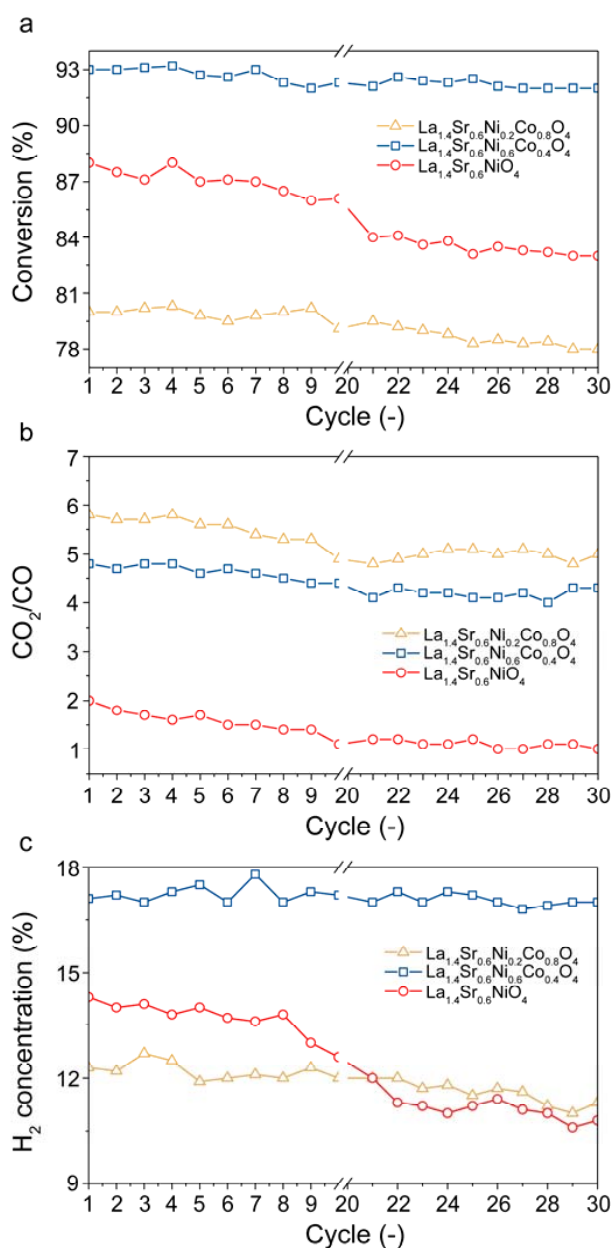 a
Conversion (%)
93
90
87
84
81
78
La1.4Sr0.6Ni0.2Co0.8O4
La1.4Sr0.6Ni0.6Co0.4O4
La1.4Sr0.6NiO4
1 2 3 4 5 6 7 8 9 20 22 24 26 28 30
Cycle (-)
b
CO2/CO
7
6
5
4
3
2
1
La1.4Sr0.6Ni0.2Co0.8O4
La1.4Sr0.6Ni0.6Co0.4O4
La1.4Sr0.6NiO4
1 2 3 4 5 6 7 8 9 20 22 24 26 28 30
Cycle (-)
c
H2 concentration (%)
18
15
12
9
La1.4Sr0.6Ni0.2Co0.8O4
La1.4Sr0.6Ni0.6Co0.4O4
La1.4Sr0.6NiO4
1 2 3 4 5 6 7 8 9 20 22 24 26 28 30
Cycle (-)